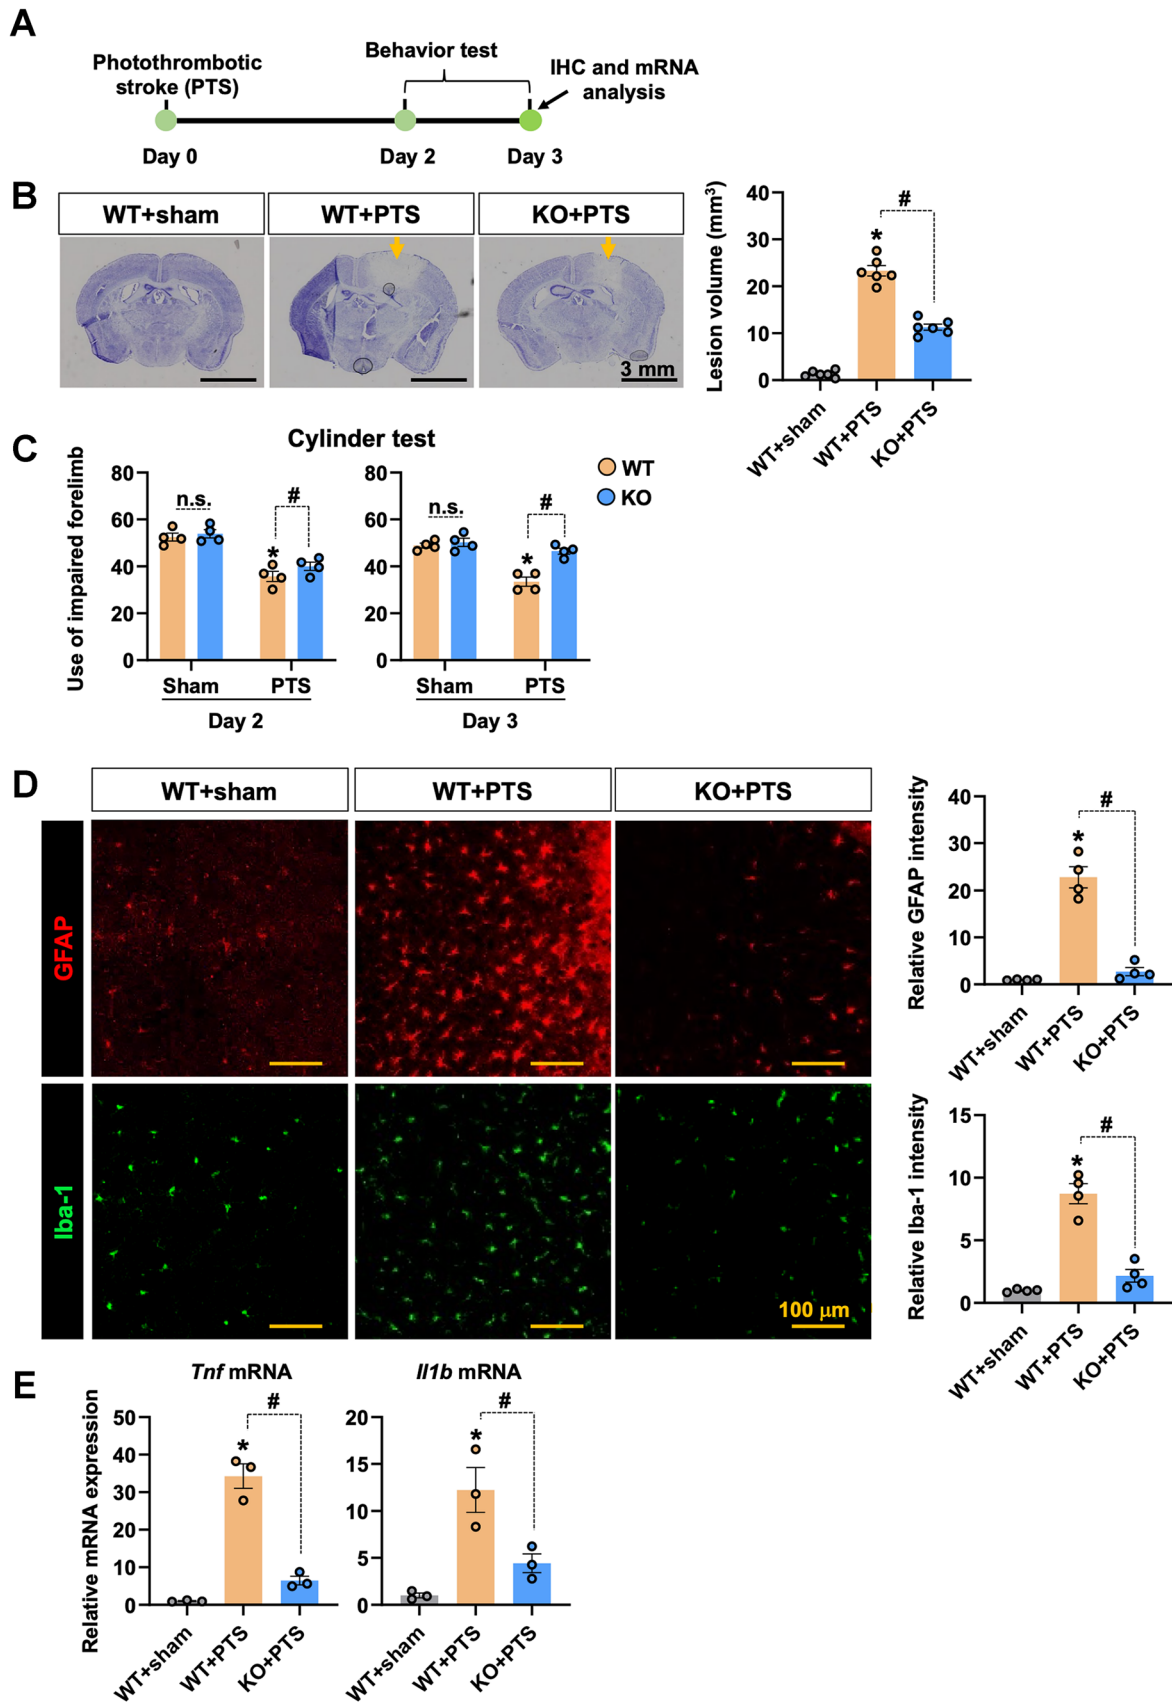 A
Photothrombotic
stroke (PTS)
Behavior test
IHC and mRNA
analysis
Day 0
Day 2
Day 3
B
WT+sham
WT+PTS
KO+PTS
3 mm
Lesion volume (mm³)
40
30
20
10
0
*
#
WT+sham
WT+PTS
KO+PTS
C
Cylinder test
Use of impaired forelimb
80
60
40
20
0
n.s.
*
#
Sham
PTS
Day 2
80
60
40
20
0
n.s.
*
#
Sham
PTS
Day 3
WT
KO
D
WT+sham
WT+PTS
KO+PTS
GFAP
Iba-1
100 μm
Relative GFAP intensity
40
30
20
10
0
*
#
WT+sham
WT+PTS
KO+PTS
Relative Iba-1 intensity
15
10
5
0
*
#
WT+sham
WT+PTS
KO+PTS
E
Tnf mRNA
Relative mRNA expression
50
40
30
20
10
0
*
#
WT+sham
WT+PTS
KO+PTS
Il1b mRNA
20
15
10
5
0
*
#
WT+sham
WT+PTS
KO+PTS